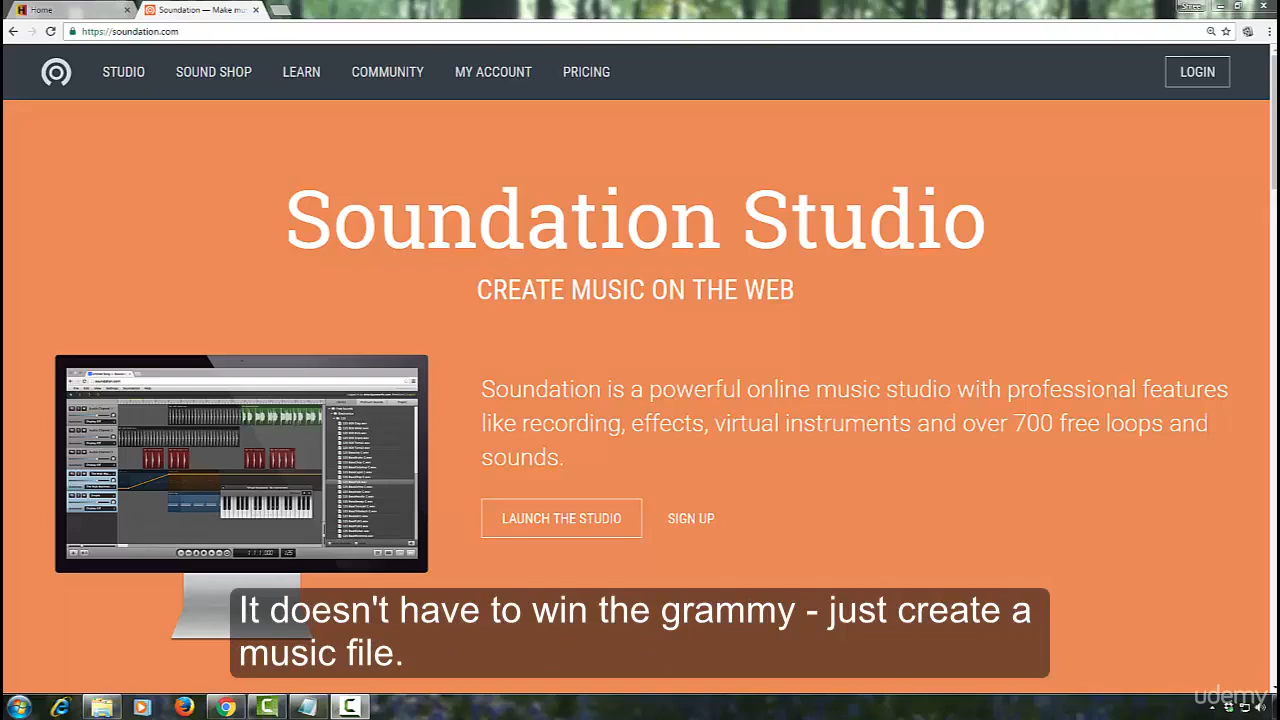 Home
Soundation — Make mu
https://soundation.com
STUDIO SOUND SHOP LEARN COMMUNITY MY ACCOUNT PRICING LOGIN
Soundation Studio
CREATE MUSIC ON THE WEB
Soundation is a powerful online music studio with professional features
like recording, effects, virtual instruments and over 700 free loops and
sounds.
LAUNCH THE STUDIO SIGN UP
It doesn't have to win the grammy - just create a
music file.
udemy